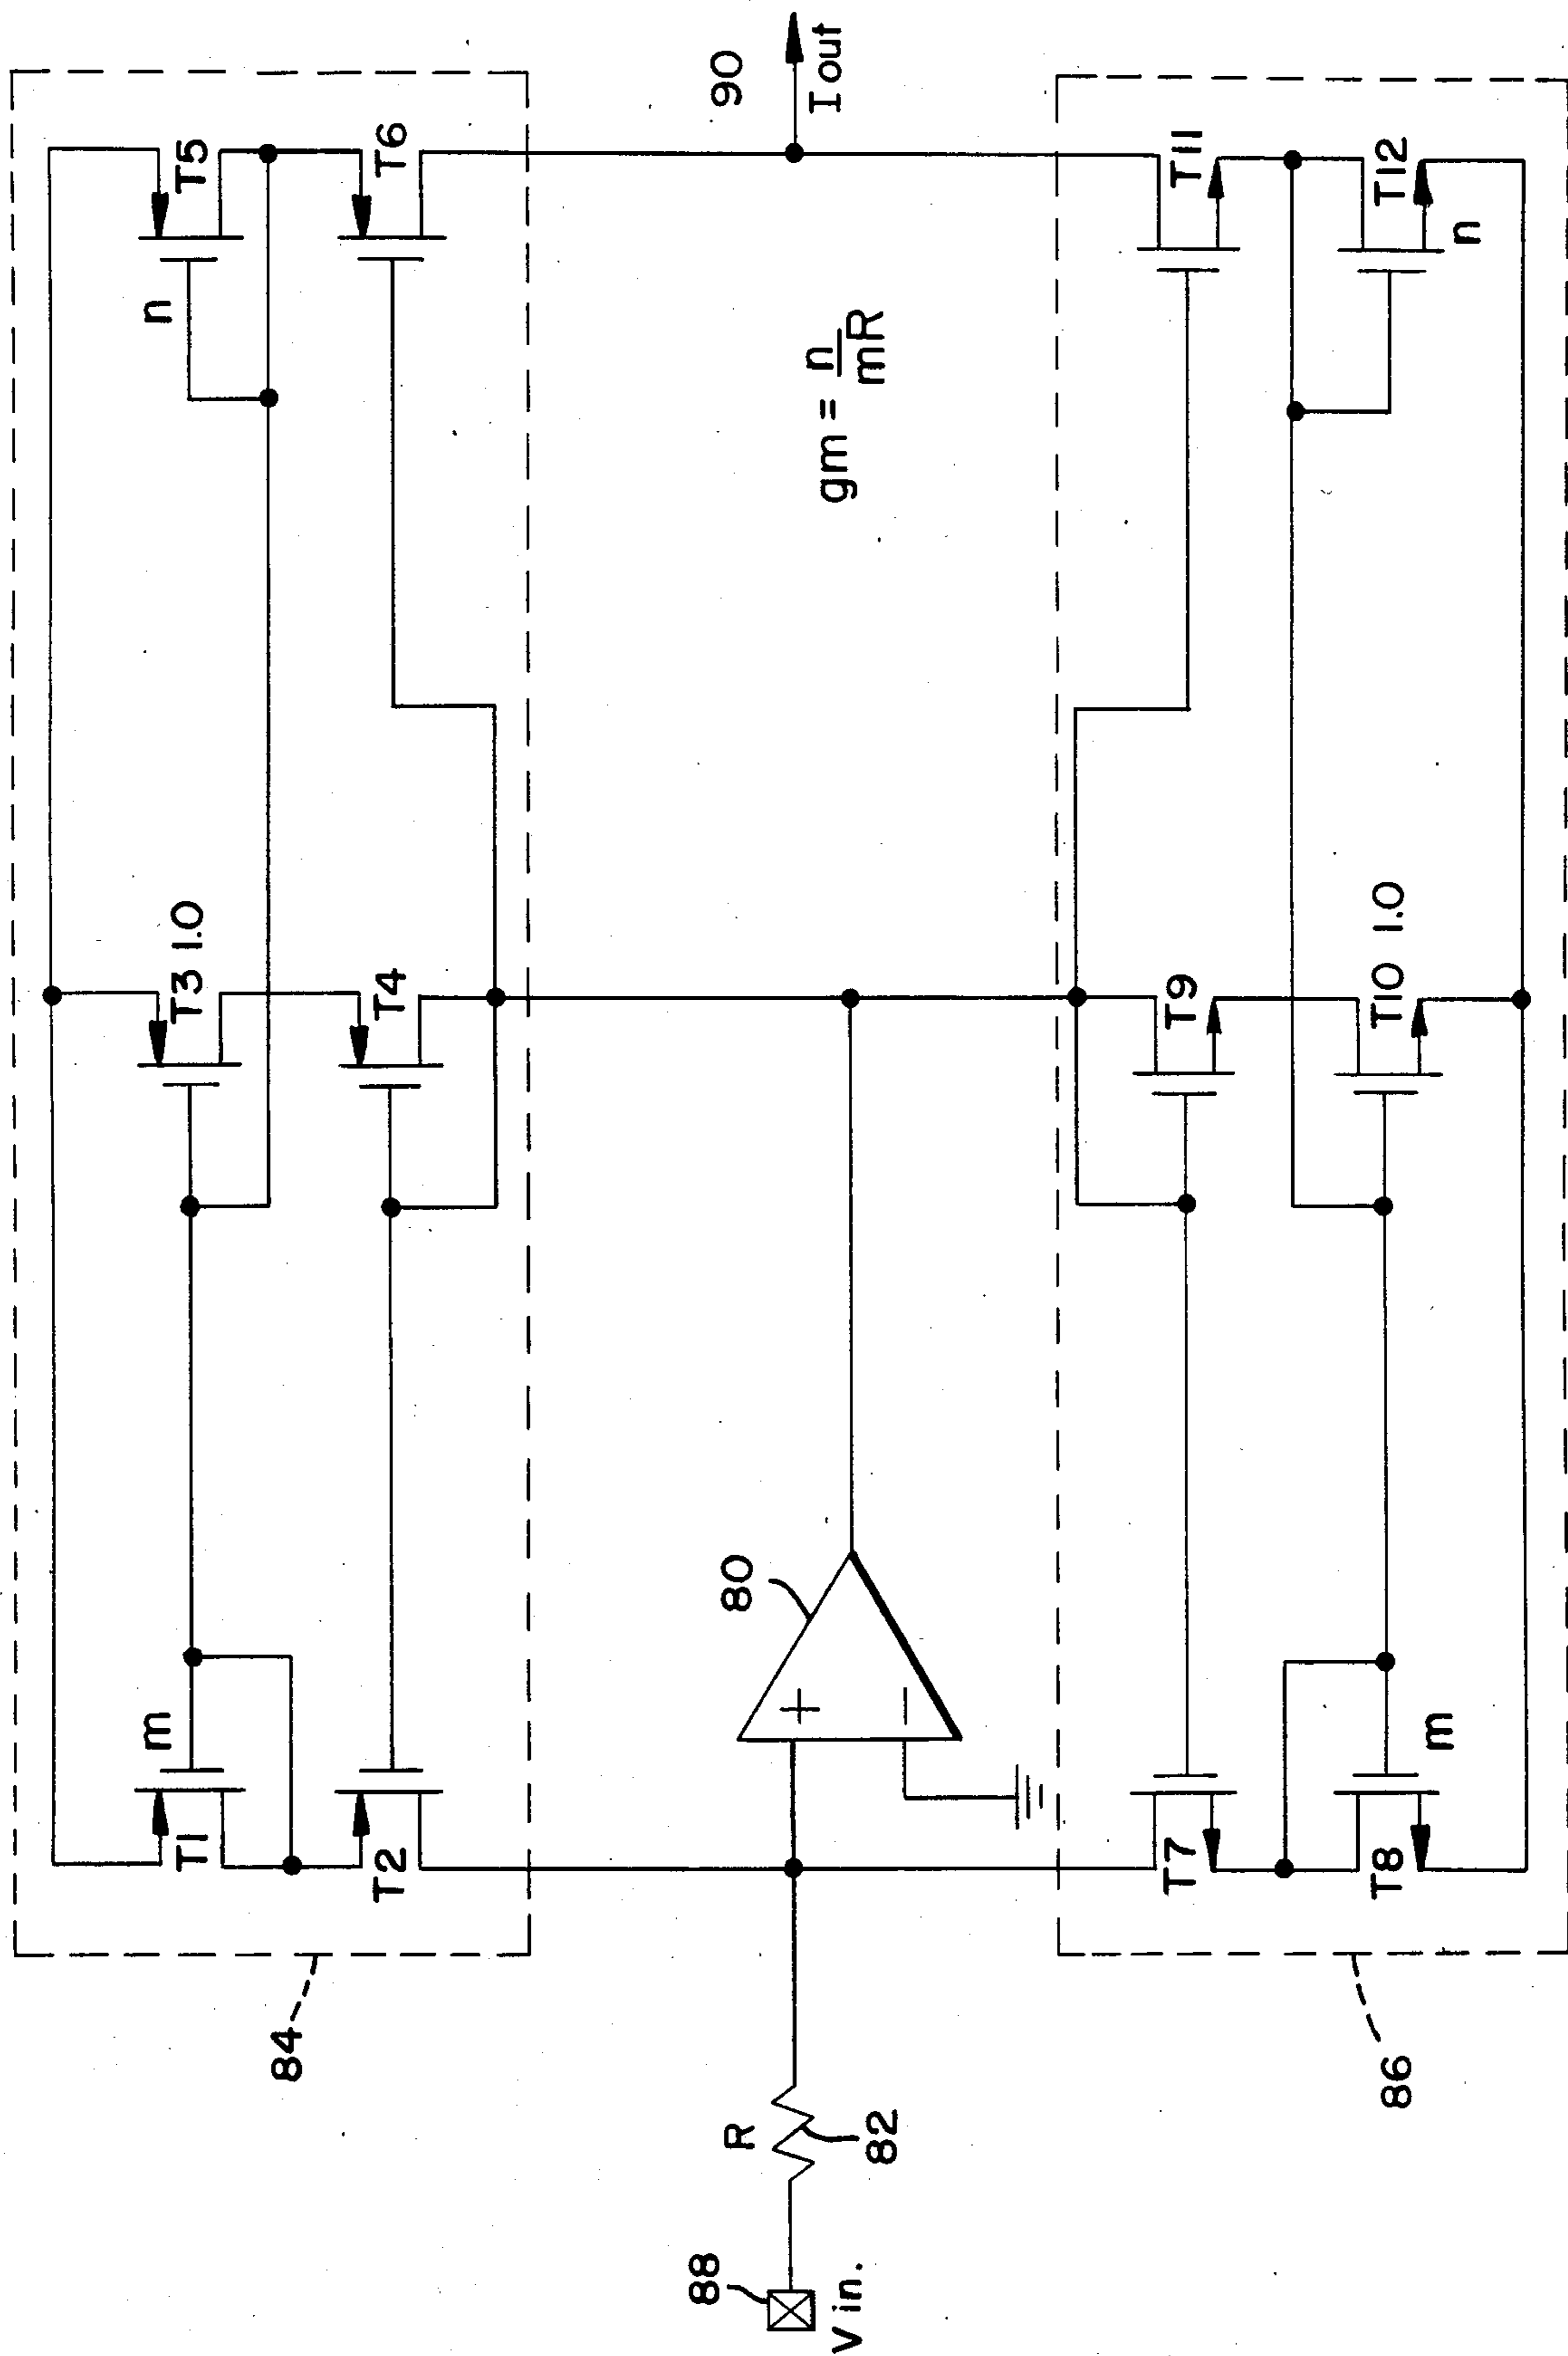 90
I out
T5
n
T6
T11
T12
n
gm = n/mR
T3 1.0
T4
T9
T10 1.0
80
+
−
m
T1
T2
T7
T8
m
84
86
R
82
88
V in.